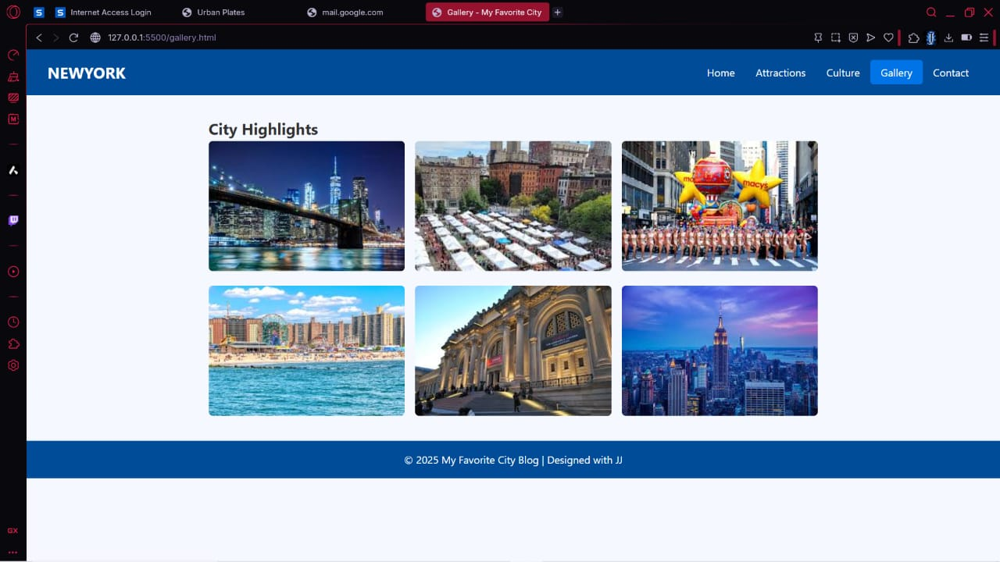 Internet Access Login
Urban Plates
mail.google.com
Gallery - My Favorite City
127.0.0.1:5500/gallery.html
NEWYORK
Home
Attractions
Culture
Gallery
Contact
City Highlights
macy's
© 2025 My Favorite City Blog | Designed with JJ
GX